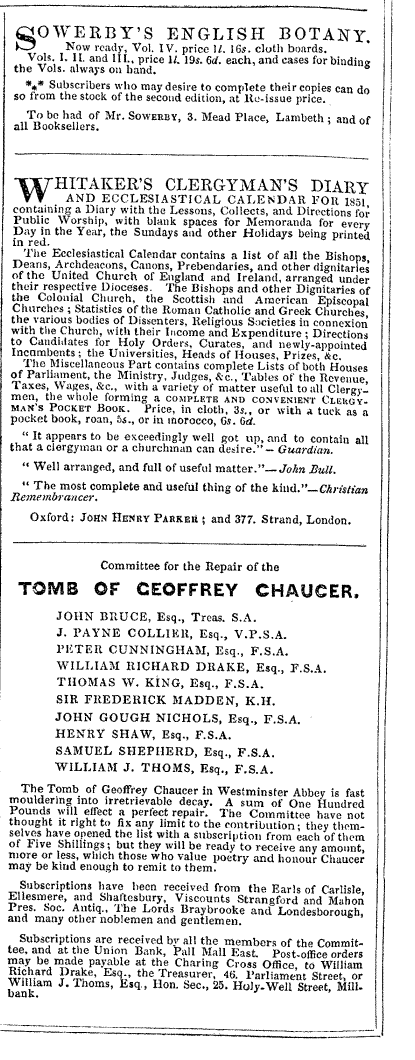 SOWERBY'S ENGLISH BOTANY.
Now ready, Vol. IV. price 1l. 16s. cloth boards.
Vols. I. II. and III., price 1l. 19s. 6d. each, and cases for binding
the Vols. always on hand.
*** Subscribers who may desire to complete their copies can do
so from the stock of the second edition, at Re-issue price.
To be had of Mr. SOWERBY, 3. Mead Place, Lambeth; and of
all Booksellers.
WHITAKER'S CLERGYMAN'S DIARY
AND ECCLESIASTICAL CALENDAR FOR 1851,
containing a Diary with the Lessons, Collects, and Directions for
Public Worship, with blank spaces for Memoranda for every
Day in the Year, the Sundays and other Holidays being printed
in red.
The Ecclesiastical Calendar contains a list of all the Bishops,
Deans, Archdeacons, Canons, Prebendaries, and other dignitaries
of the United Church of England and Ireland, arranged under
their respective Dioceses. The Bishops and other Dignitaries of
the Colonial Church, the Scottish and American Episcopal
Churches; Statistics of the Roman Catholic and Greek Churches,
the various bodies of Dissenters, Religious Societies in connexion
with the Church, with their Income and Expenditure; Directions
to Candidates for Holy Orders, Curates, and newly-appointed
Incumbents; the Universities, Heads of Houses, Prizes, &c.
The Miscellaneous Part contains complete Lists of both Houses
of Parliament, the Ministry, Judges, &c., Tables of the Revenue,
Taxes, Wages, &c., with a variety of matter useful to all Clergy-
men, the whole forming a COMPLETE AND CONVENIENT CLERGY-
MAN'S POCKET BOOK. Price, in cloth, 3s., or with a tuck as a
pocket book, roan, 5s., or in morocco, 6s. 6d.
"It appears to be exceedingly well got up, and to contain all
that a clergyman or a churchman can desire."—Guardian.
"Well arranged, and full of useful matter."—John Bull.
"The most complete and useful thing of the kind."—Christian
Remembrancer.
Oxford: JOHN HENRY PARKER; and 377. Strand, London.
Committee for the Repair of the
TOMB OF GEOFFREY CHAUCER.
JOHN BRUCE, Esq., Treas. S.A.
J. PAYNE COLLIER, Esq., V.P.S.A.
PETER CUNNINGHAM, Esq., F.S.A.
WILLIAM RICHARD DRAKE, Esq., F.S.A.
THOMAS W. KING, Esq., F.S.A.
SIR FREDERICK MADDEN, K.H.
JOHN GOUGH NICHOLS, Esq., F.S.A.
HENRY SHAW, Esq., F.S.A.
SAMUEL SHEPHERD, Esq., F.S.A.
WILLIAM J. THOMS, Esq., F.S.A.
The Tomb of Geoffrey Chaucer in Westminster Abbey is fast
mouldering into irretrievable decay. A sum of One Hundred
Pounds will effect a perfect repair. The Committee have not
thought it right to fix any limit to the contribution; they them-
selves have opened the list with a subscription from each of them
of Five Shillings; but they will be ready to receive any amount,
more or less, which those who value poetry and honour Chaucer
may be kind enough to remit to them.
Subscriptions have been received from the Earls of Carlisle,
Ellesmere, and Shaftesbury, Viscounts Strangford and Mahon
Pres. Soc. Antiq., The Lords Braybrooke and Londesborough,
and many other noblemen and gentlemen.
Subscriptions are received by all the members of the Commit-
tee, and at the Union Bank, Pall Mall East. Post-office orders
may be made payable at the Charing Cross Office, to William
Richard Drake, Esq., the Treasurer, 46. Parliament Street, or
William J. Thoms, Esq., Hon. Sec., 25. Holy-Well Street, Mill-
bank.